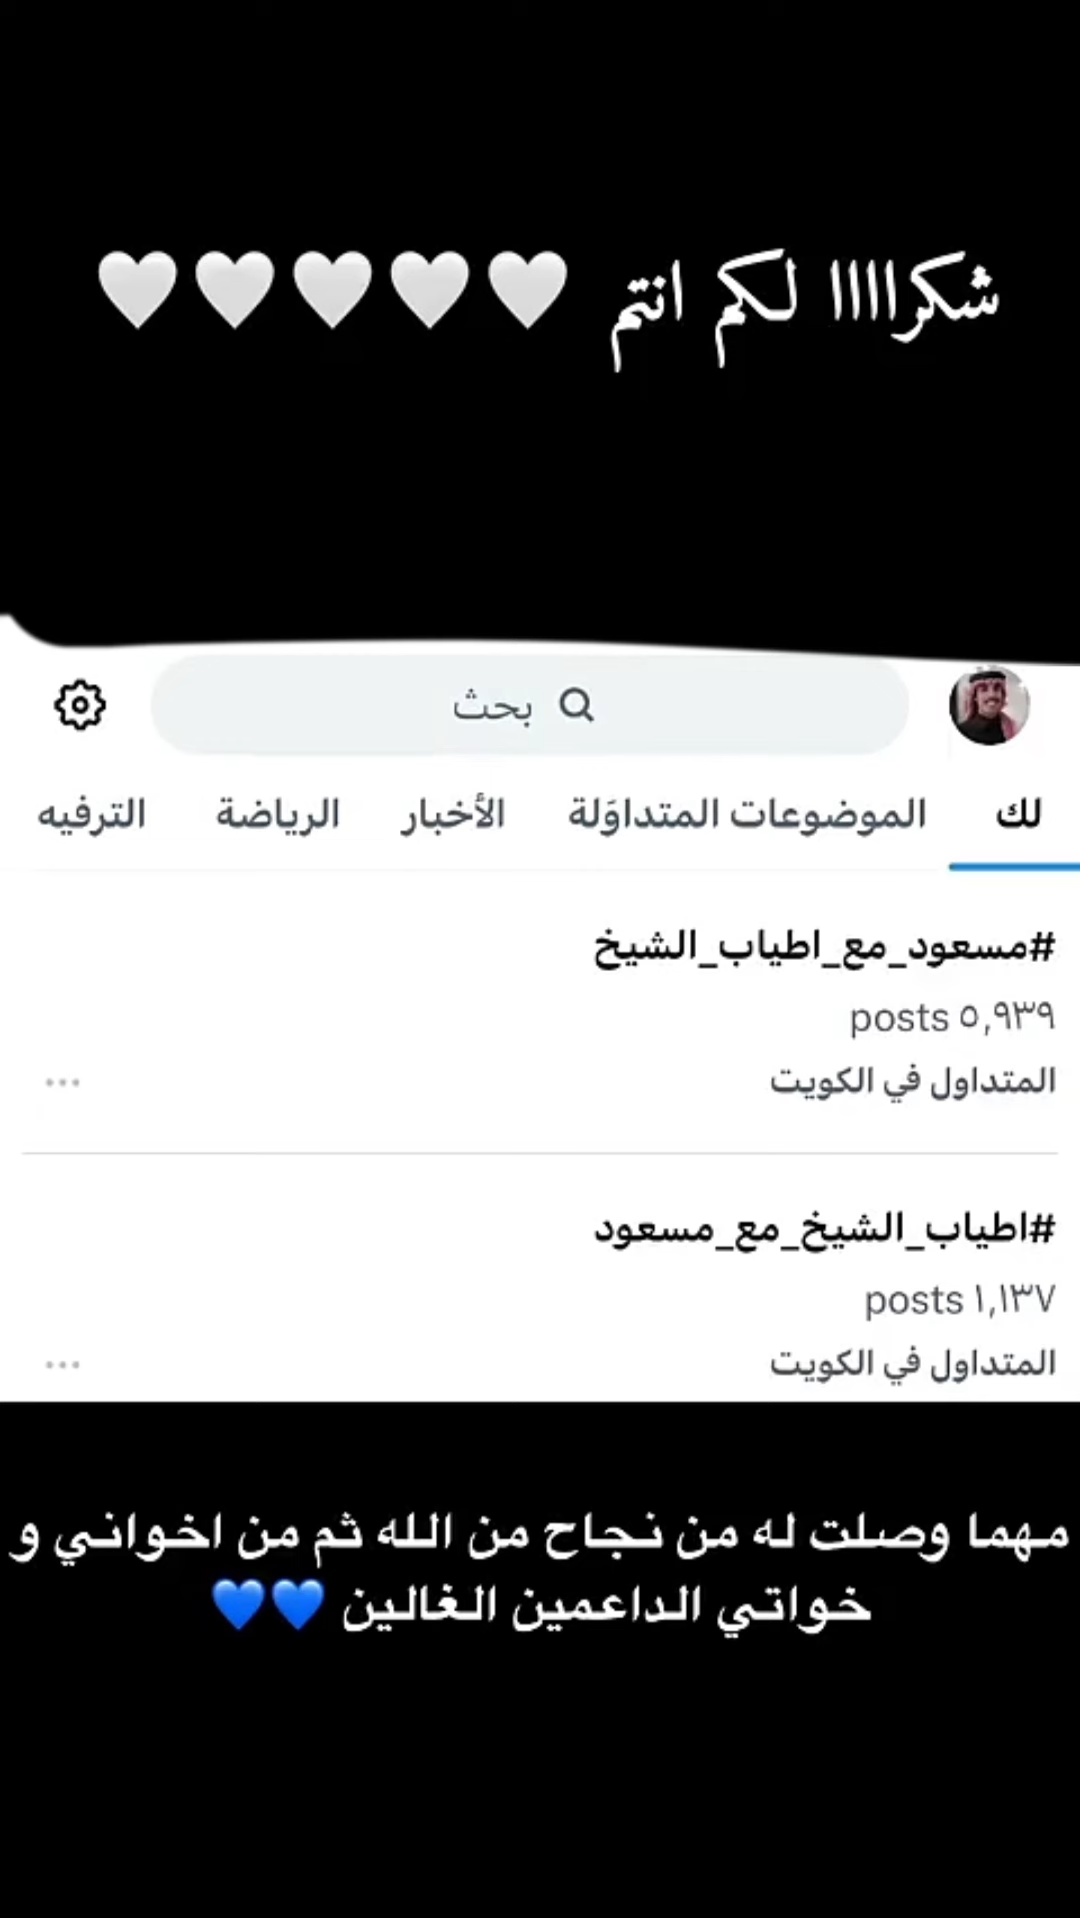 شكراااا لكم انتم 🤍🤍🤍🤍🤍
بحث
لك الموضوعات المتداوَلة الأخبار الرياضة الترفيه
#مسعود_مع_اطياب_الشيخ
٥,٩٣٩ posts
المتداول في الكويت
#اطياب_الشيخ_مع_مسعود
١,١٣٧ posts
المتداول في الكويت
مهما وصلت له من نجاح من الله ثم من اخواني و
خواتي الداعمين الغالين 💙💙